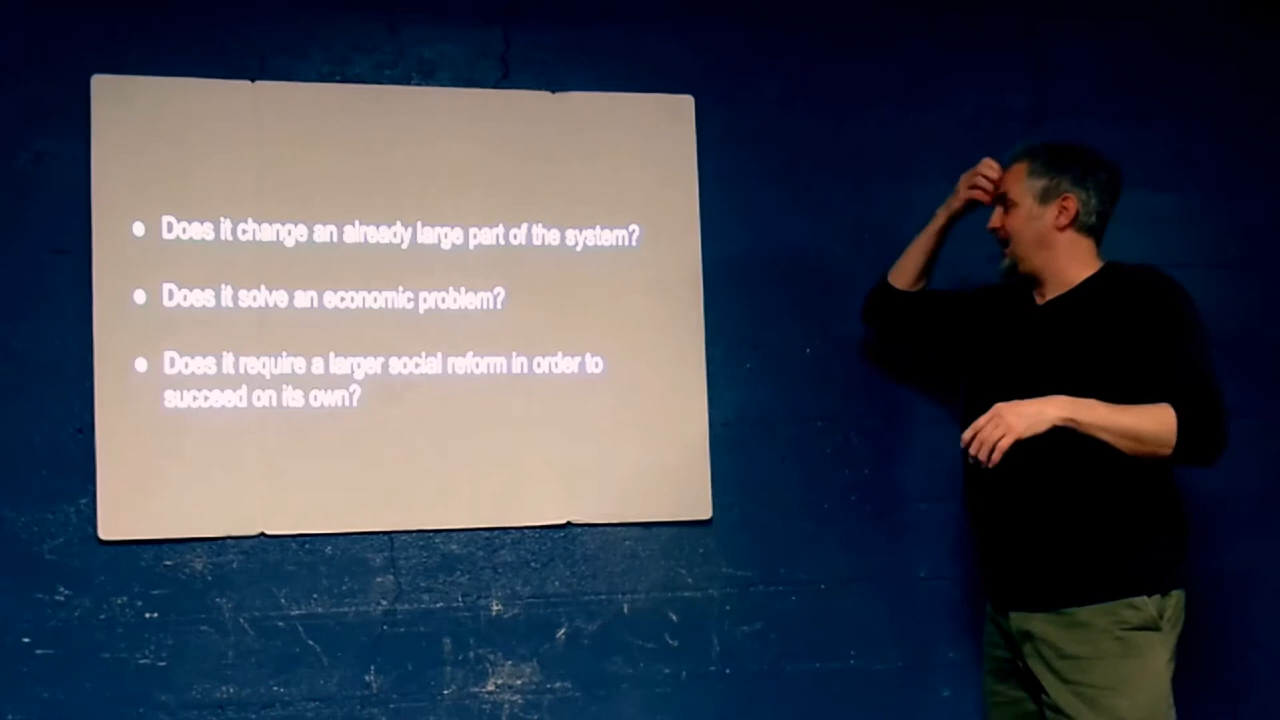 • Does it change an already large part of the system?
• Does it solve an economic problem?
• Does it require a larger social reform in order to
succeed on its own?